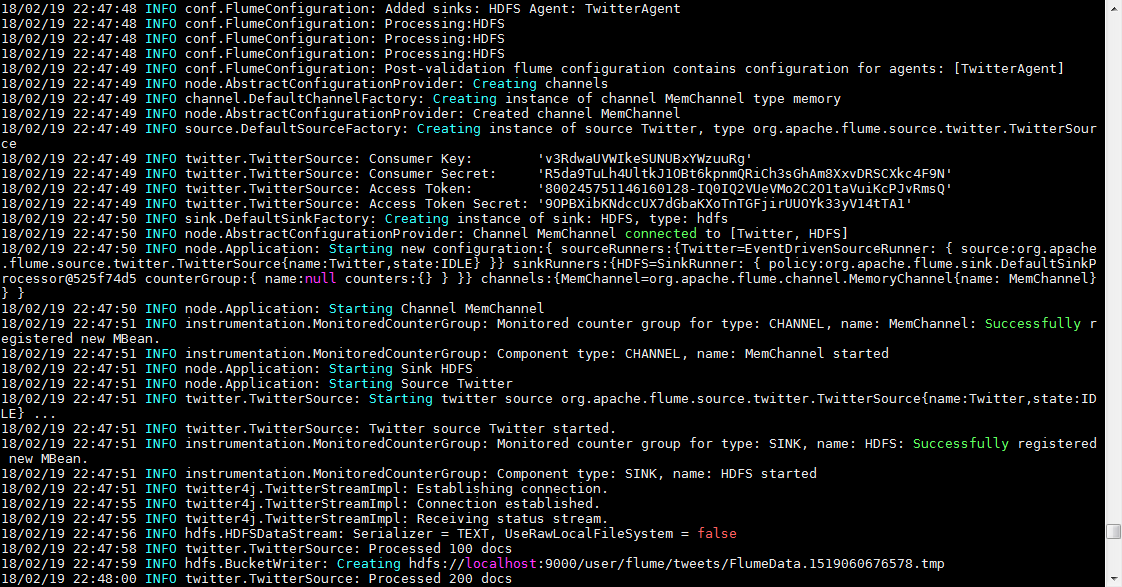 18/02/19 22:47:48 INFO conf.FlumeConfiguration: Added sinks: HDFS Agent: TwitterAgent
18/02/19 22:47:48 INFO conf.FlumeConfiguration: Processing:HDFS
18/02/19 22:47:48 INFO conf.FlumeConfiguration: Processing:HDFS
18/02/19 22:47:48 INFO conf.FlumeConfiguration: Processing:HDFS
18/02/19 22:47:49 INFO conf.FlumeConfiguration: Post-validation flume configuration contains configuration for agents: [TwitterAgent]
18/02/19 22:47:49 INFO node.AbstractConfigurationProvider: Creating channels
18/02/19 22:47:49 INFO channel.DefaultChannelFactory: Creating instance of channel MemChannel type memory
18/02/19 22:47:49 INFO node.AbstractConfigurationProvider: Created channel MemChannel
18/02/19 22:47:49 INFO source.DefaultSourceFactory: Creating instance of source Twitter, type org.apache.flume.source.twitter.TwitterSour
ce
18/02/19 22:47:49 INFO twitter.TwitterSource: Consumer Key:        'v3RdwaUVWIkeSUNUBxYWzuuRg'
18/02/19 22:47:49 INFO twitter.TwitterSource: Consumer Secret:     'R5da9TuLh4UltkJ1OBt6kpnmQRiCh3sGhAm8XxvDRSCXkc4F9N'
18/02/19 22:47:49 INFO twitter.TwitterSource: Access Token:        '800245751146160128-IQ0IQ2VUeVMo2C2O1taVuiKcPJvRmsQ'
18/02/19 22:47:49 INFO twitter.TwitterSource: Access Token Secret: '9OPBXibKNdccUX7dGbaKXoTnTGFjirUUOYk33yV14tTA1'
18/02/19 22:47:50 INFO sink.DefaultSinkFactory: Creating instance of sink: HDFS, type: hdfs
18/02/19 22:47:50 INFO node.AbstractConfigurationProvider: Channel MemChannel connected to [Twitter, HDFS]
18/02/19 22:47:50 INFO node.Application: Starting new configuration:{ sourceRunners:{Twitter=EventDrivenSourceRunner: { source:org.apache
.flume.source.twitter.TwitterSource{name:Twitter,state:IDLE} }} sinkRunners:{HDFS=SinkRunner: { policy:org.apache.flume.sink.DefaultSinkP
rocessor@525f74d5 counterGroup:{ name:null counters:{} } }} channels:{MemChannel=org.apache.flume.channel.MemoryChannel{name: MemChannel}
} }
18/02/19 22:47:50 INFO node.Application: Starting Channel MemChannel
18/02/19 22:47:51 INFO instrumentation.MonitoredCounterGroup: Monitored counter group for type: CHANNEL, name: MemChannel: Successfully r
egistered new MBean.
18/02/19 22:47:51 INFO instrumentation.MonitoredCounterGroup: Component type: CHANNEL, name: MemChannel started
18/02/19 22:47:51 INFO node.Application: Starting Sink HDFS
18/02/19 22:47:51 INFO node.Application: Starting Source Twitter
18/02/19 22:47:51 INFO twitter.TwitterSource: Starting twitter source org.apache.flume.source.twitter.TwitterSource{name:Twitter,state:ID
LE} ...
18/02/19 22:47:51 INFO twitter.TwitterSource: Twitter source Twitter started.
18/02/19 22:47:51 INFO instrumentation.MonitoredCounterGroup: Monitored counter group for type: SINK, name: HDFS: Successfully registered
 new MBean.
18/02/19 22:47:51 INFO instrumentation.MonitoredCounterGroup: Component type: SINK, name: HDFS started
18/02/19 22:47:51 INFO twitter4j.TwitterStreamImpl: Establishing connection.
18/02/19 22:47:55 INFO twitter4j.TwitterStreamImpl: Connection established.
18/02/19 22:47:55 INFO twitter4j.TwitterStreamImpl: Receiving status stream.
18/02/19 22:47:56 INFO hdfs.HDFSDataStream: Serializer = TEXT, UseRawLocalFileSystem = false
18/02/19 22:47:58 INFO twitter.TwitterSource: Processed 100 docs
18/02/19 22:47:59 INFO hdfs.BucketWriter: Creating hdfs://localhost:9000/user/flume/tweets/FlumeData.1519060676578.tmp
18/02/19 22:48:00 INFO twitter.TwitterSource: Processed 200 docs